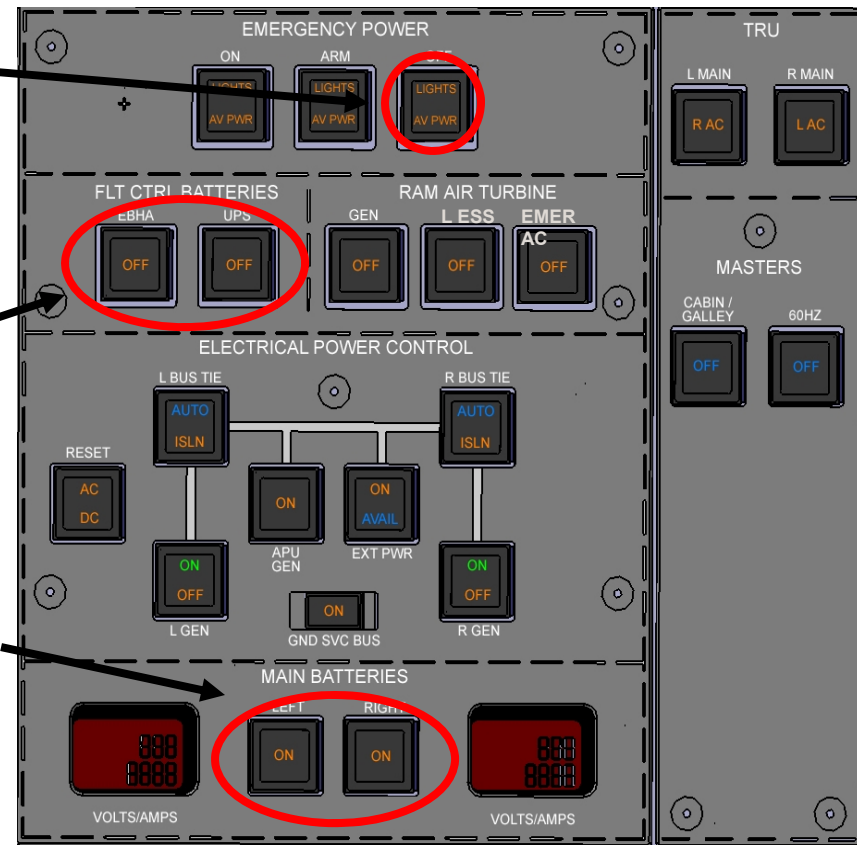 EMERGENCY POWER
ON ARM OFF
LIGHTS LIGHTS LIGHTS
AV PWR AV PWR AV PWR
FLT CTRL BATTERIES
EBHA UPS
OFF OFF
RAM AIR TURBINE
GEN L ESS EMER AC
OFF OFF OFF
ELECTRICAL POWER CONTROL
L BUS TIE R BUS TIE
AUTO AUTO
ISLN ISLN
RESET
AC
DC
ON
APU
GEN
ON
AVAIL
EXT PWR
ON
OFF
L GEN
ON
GND SVC BUS
ON
OFF
R GEN
MAIN BATTERIES
LEFT RIGHT
ON ON
VOLTS/AMPS VOLTS/AMPS
TRU
L MAIN R MAIN
R AC L AC
MASTERS
CABIN /
GALLEY
60HZ
OFF OFF